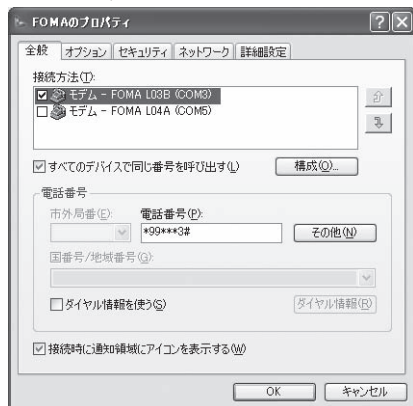 FOMAのプロパティ
全般 オプション セキュリティ ネットワーク 詳細設定
接続方法(T):
モデム - FOMA L03B (COM3)
モデム - FOMA L04A (COM5)
すべてのデバイスで同じ番号を呼び出す(L) 構成(O)...
電話番号
市外局番(E): 電話番号(P):
*99***3# その他(N)
国番号/地域番号(G):
ダイヤル情報を使う(S) ダイヤル情報(R)
接続時に通知領域にアイコンを表示する(W)
OK キャンセル